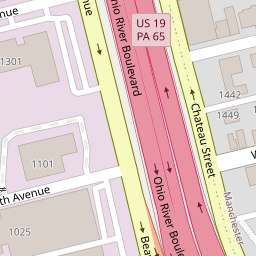 enue
US 19
PA 65
Ohio River Boulevard
1301
1442
1449
Chateau Street
1101
th Avenue
Ohio River Boule
Manchester
1025
Bea
W